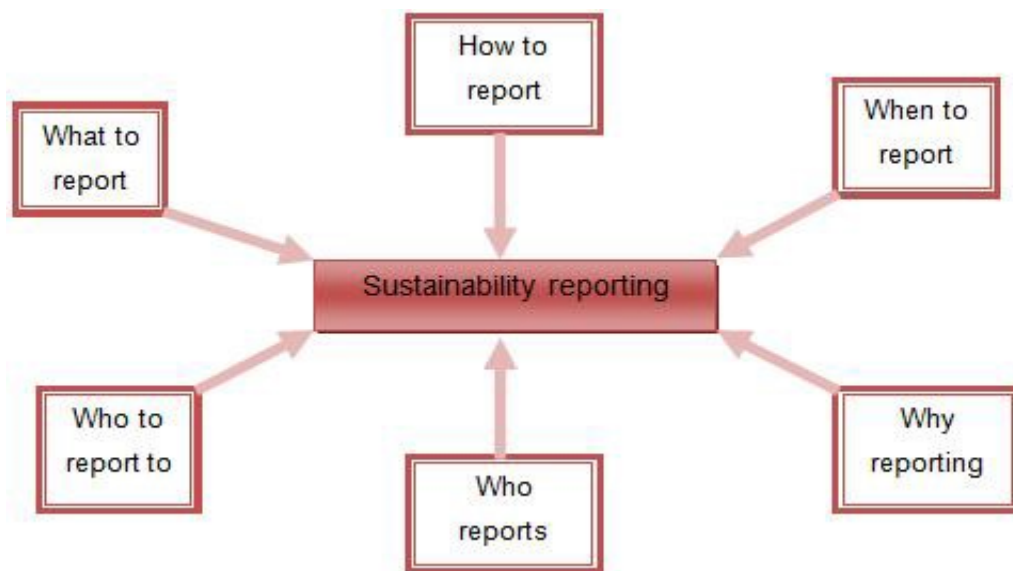 How to
report
What to
report
When to
report
Sustainability reporting
Who to
report to
Who
reports
Why
reporting